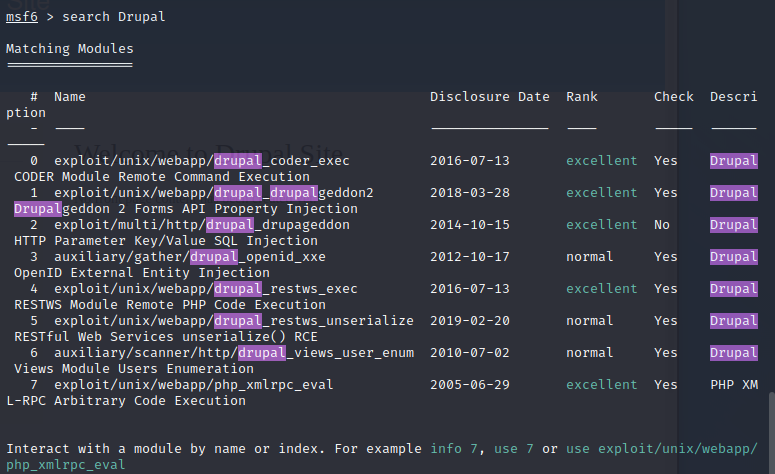 Site
msf6 > search Drupal
Matching Modules
================
# Name Disclosure Date Rank Check Descri
ption
- ---- --------------- ---- ----- ------
-----
Welcome to Drupal Site
0 exploit/unix/webapp/drupal_coder_exec 2016-07-13 excellent Yes Drupal
CODER Module Remote Command Execution
1 exploit/unix/webapp/drupal_drupalgeddon2 2018-03-28 excellent Yes Drupal
Drupalgeddon 2 Forms API Property Injection
2 exploit/multi/http/drupal_drupageddon 2014-10-15 excellent No Drupal
HTTP Parameter Key/Value SQL Injection
3 auxiliary/gather/drupal_openid_xxe 2012-10-17 normal Yes Drupal
OpenID External Entity Injection
4 exploit/unix/webapp/drupal_restws_exec 2016-07-13 excellent Yes Drupal
RESTWS Module Remote PHP Code Execution
5 exploit/unix/webapp/drupal_restws_unserialize 2019-02-20 normal Yes Drupal
RESTful Web Services unserialize() RCE
6 auxiliary/scanner/http/drupal_views_user_enum 2010-07-02 normal Yes Drupal
Views Module Users Enumeration
7 exploit/unix/webapp/php_xmlrpc_eval 2005-06-29 excellent Yes PHP XM
L-RPC Arbitrary Code Execution
Interact with a module by name or index. For example info 7, use 7 or use exploit/unix/webapp/
php_xmlrpc_eval